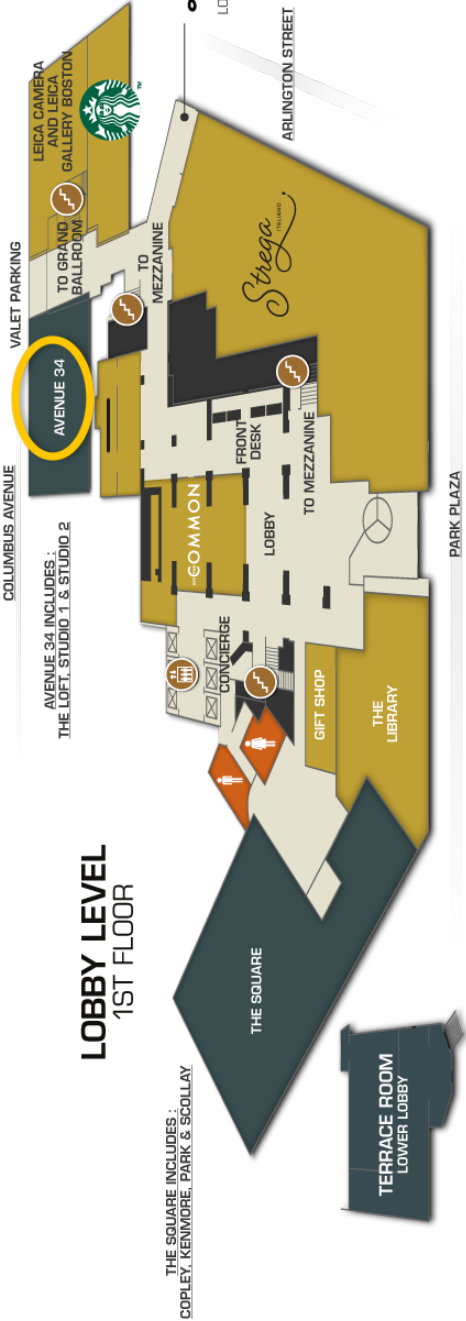 LOBBY LEVEL
1ST FLOOR
COLUMBUS AVENUE
VALET PARKING
LEICA CAMERA
AND LEICA
GALLERY BOSTON
TO GRAND
BALLROOM
TO
MEZZANINE
ARLINGTON STREET
AVENUE 34
AVENUE 34 INCLUDES :
THE LOFT, STUDIO 1 & STUDIO 2
Strega
ITALIANO
FRONT
DESK
TO MEZZANINE
COMMON
LOBBY
CONCIERGE
GIFT SHOP
THE
LIBRARY
PARK PLAZA
THE SQUARE
THE SQUARE INCLUDES :
COPLEY, KENMORE, PARK & SCOLLAY
TERRACE ROOM
LOWER LOBBY
TM